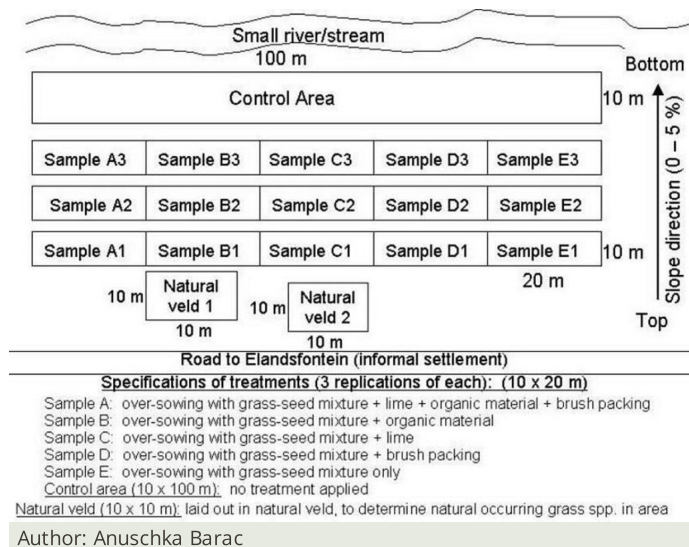 Small river/stream
100 m
Bottom
Control Area
10 m
Sample A3 Sample B3 Sample C3 Sample D3 Sample E3
Sample A2 Sample B2 Sample C2 Sample D2 Sample E2
Sample A1 Sample B1 Sample C1 Sample D1 Sample E1
10 m
Slope direction (0 – 5 %)
20 m
Top
10 m
Natural
veld 1
10 m
10 m
Natural
veld 2
10 m
Road to Elandsfontein (informal settlement)
Specifications of treatments (3 replications of each): (10 x 20 m)
Sample A: over-sowing with grass-seed mixture + lime + organic material + brush packing
Sample B: over-sowing with grass-seed mixture + organic material
Sample C: over-sowing with grass-seed mixture + lime
Sample D: over-sowing with grass-seed mixture + brush packing
Sample E: over-sowing with grass-seed mixture only
Control area (10 x 100 m): no treatment applied
Natural veld (10 x 10 m): laid out in natural veld, to determine natural occurring grass spp. in area
Author: Anuschka Barac